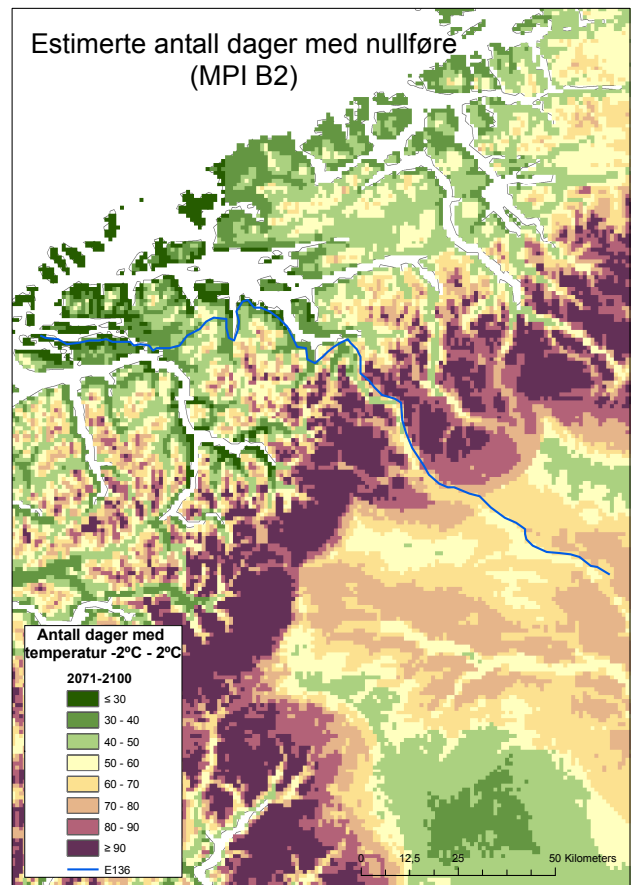 Estimerte antall dager med nullføre
(MPI B2)
Antall dager med
temperatur -2ºC - 2ºC
2071-2100
≤ 30
30 - 40
40 - 50
50 - 60
60 - 70
70 - 80
80 - 90
≥ 90
E136
0 12,5 25 50 Kilometers